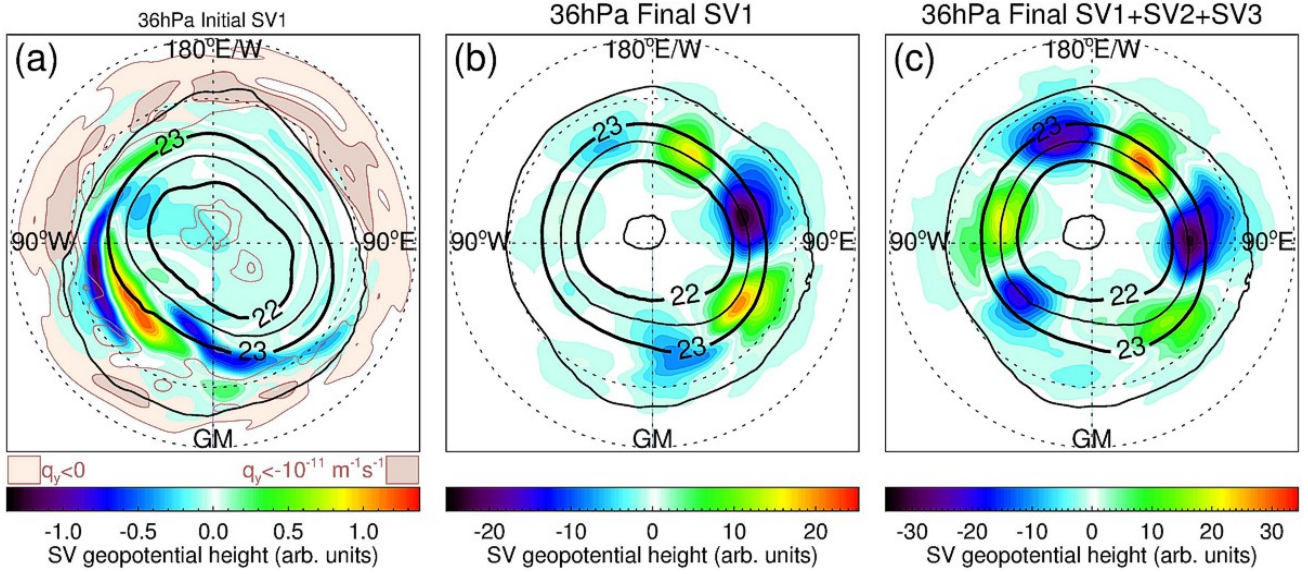 36hPa Initial SV1
(a)
180°E/W
23
90°W
90°E
22
23
GM
q_y<0
q_y<-10^-11 m^-1s^-1
-1.0 -0.5 0.0 0.5 1.0
SV geopotential height (arb. units)
36hPa Final SV1
(b)
180°E/W
23
90°W
90°E
22
23
GM
-20 -10 0 10 20
SV geopotential height (arb. units)
36hPa Final SV1+SV2+SV3
(c)
180°E/W
23
90°W
90°E
22
23
GM
-30 -20 -10 0 10 20 30
SV geopotential height (arb. units)